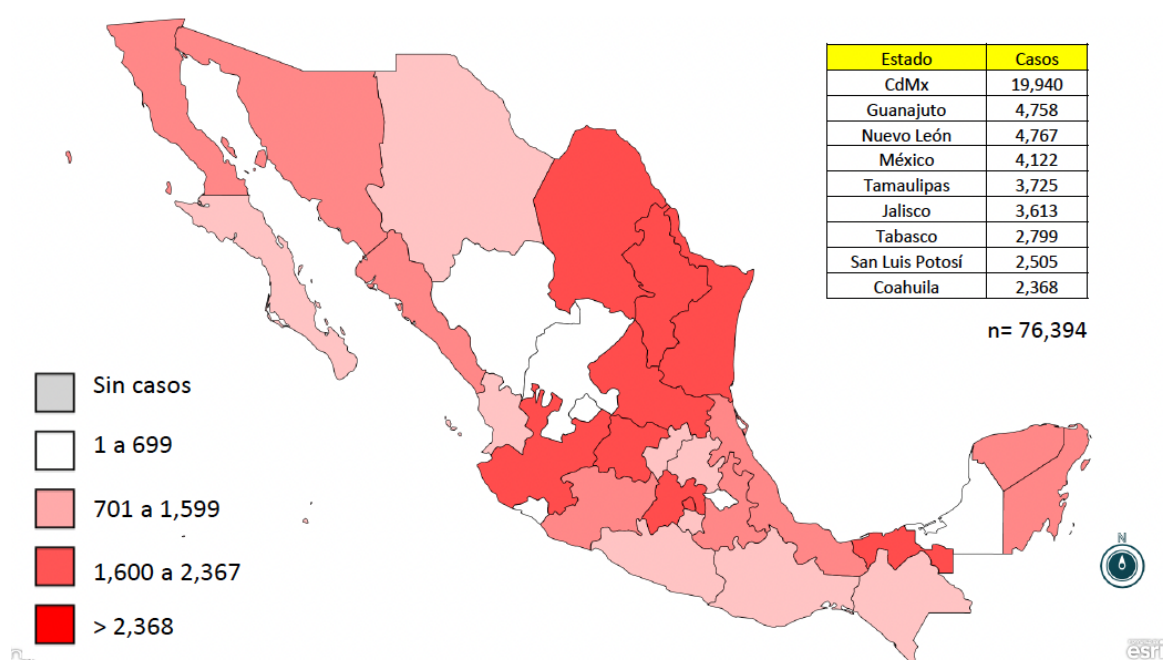 Estado Casos
CdMx 19,940
Guanajuto 4,758
Nuevo León 4,767
México 4,122
Tamaulipas 3,725
Jalisco 3,613
Tabasco 2,799
San Luis Potosí 2,505
Coahuila 2,368
n= 76,394
Sin casos
1 a 699
701 a 1,599
1,600 a 2,367
> 2,368
N
esri